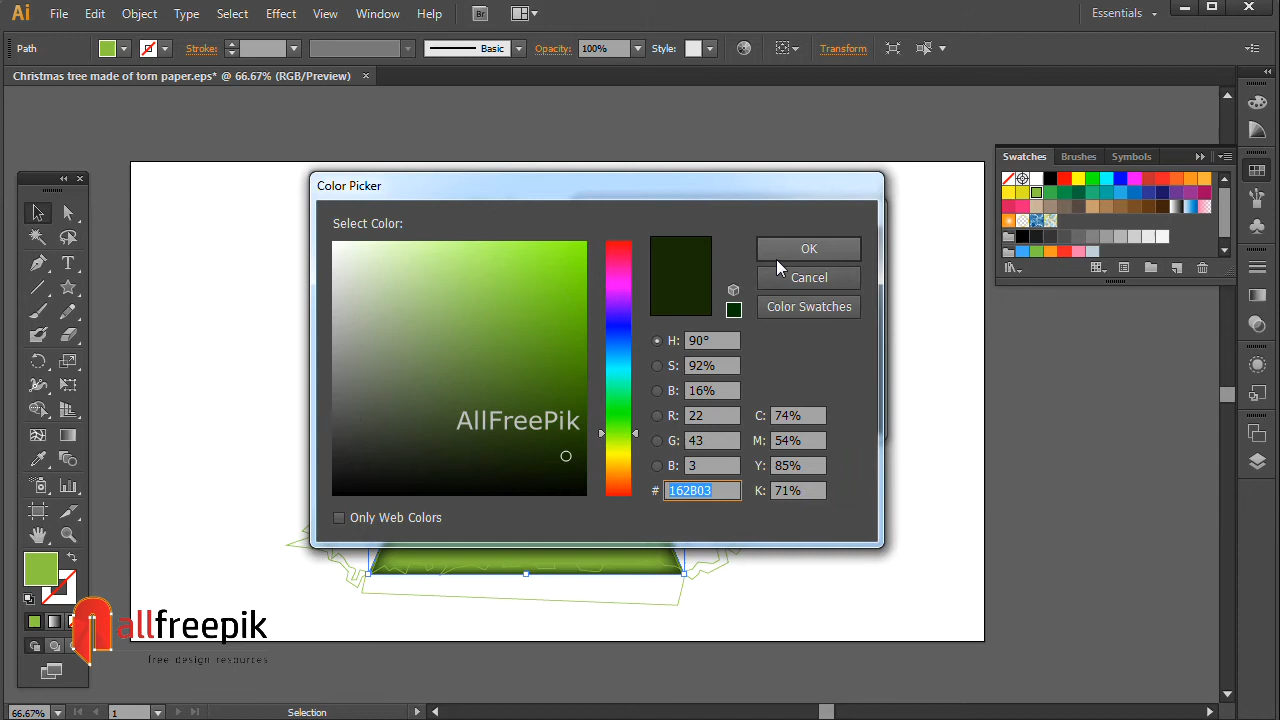 Ai File Edit Object Type Select Effect View Window Help Br Essentials
Path Stroke: Basic Opacity: 100% Style: Transform
Christmas tree made of torn paper.eps* @ 66.67% (RGB/Preview) ×
Swatches Brushes Symbols
Color Picker
Select Color:
OK
Cancel
Color Swatches
H: 90°
S: 92%
B: 16%
R: 22 C: 74%
G: 43 M: 54%
B: 3 Y: 85%
# 162B03 K: 71%
AllFreePik
Only Web Colors
allfreepik
free design resources
66.67% 1 Selection